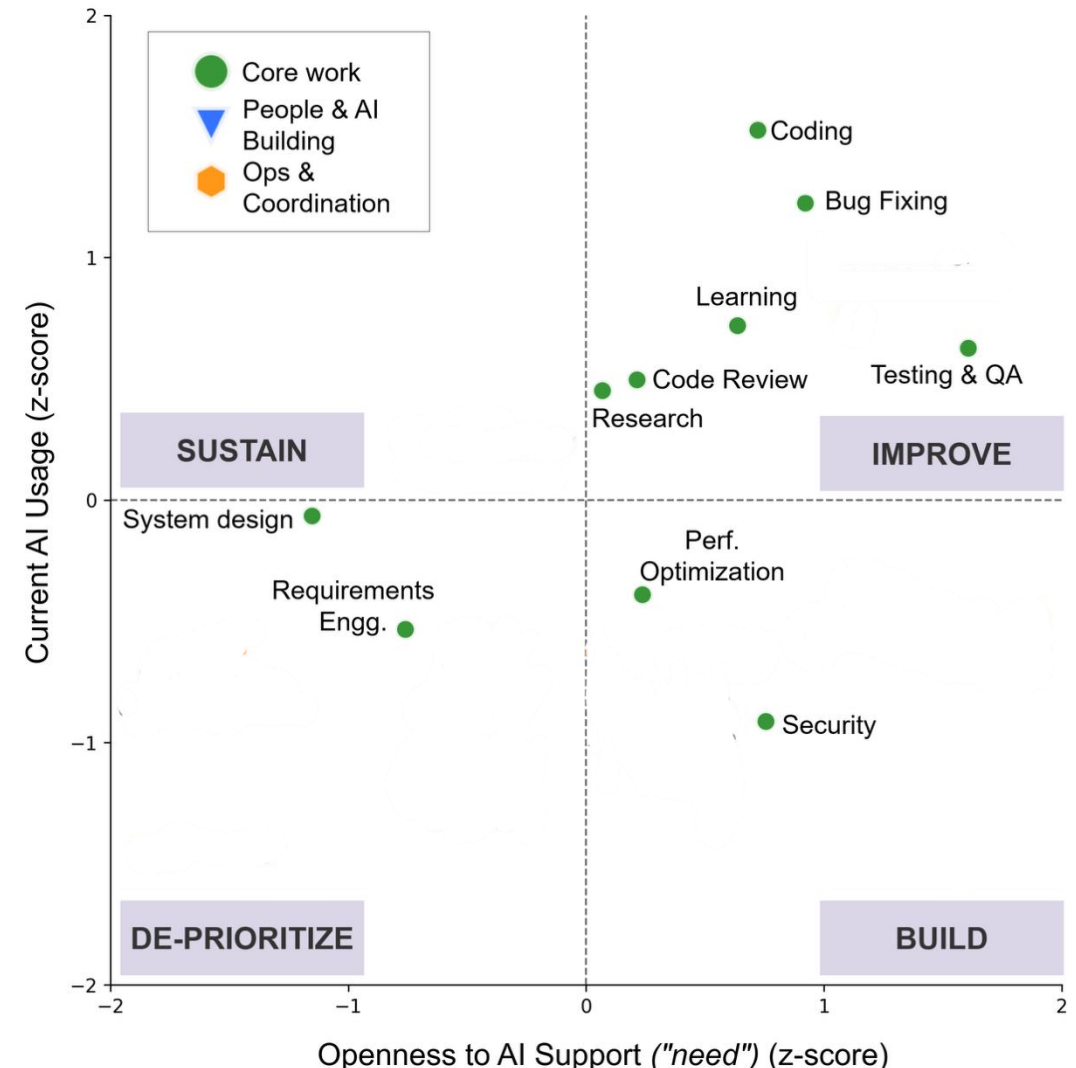 2
Core work
People & AI
Building
Ops &
Coordination
Coding
Bug Fixing
Learning
Testing & QA
Code Review
Research
1
SUSTAIN
IMPROVE
0
System design
Perf.
Optimization
Requirements
Engg.
Security
−1
DE-PRIORITIZE
BUILD
−2
−2
−1
0
1
2
Current AI Usage (z-score)
Openness to AI Support ("need") (z-score)